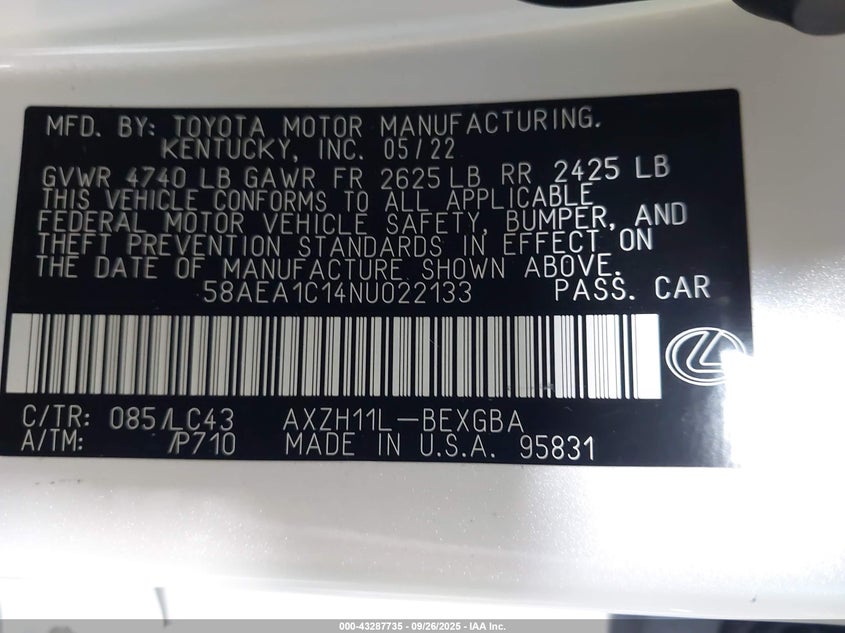 MFD. BY: TOYOTA MOTOR MANUFACTURING.
KENTUCKY, INC. 05/22
GVWR 4740 LB GAWR FR 2625 LB RR 2425 LB
THIS VEHICLE CONFORMS TO ALL APPLICABLE
FEDERAL MOTOR VEHICLE SAFETY, BUMPER, AND
THEFT PREVENTION STANDARDS IN EFFECT ON
THE DATE OF MANUFACTURE SHOWN ABOVE.
58AEA1C14NU022133 PASS. CAR
C/TR: 085/LC43 AXZH11L-BEXGBA
A/TM: /P710 MADE IN U.S.A. 95831
000-43287735 - 09/26/2025 - IAA Inc.